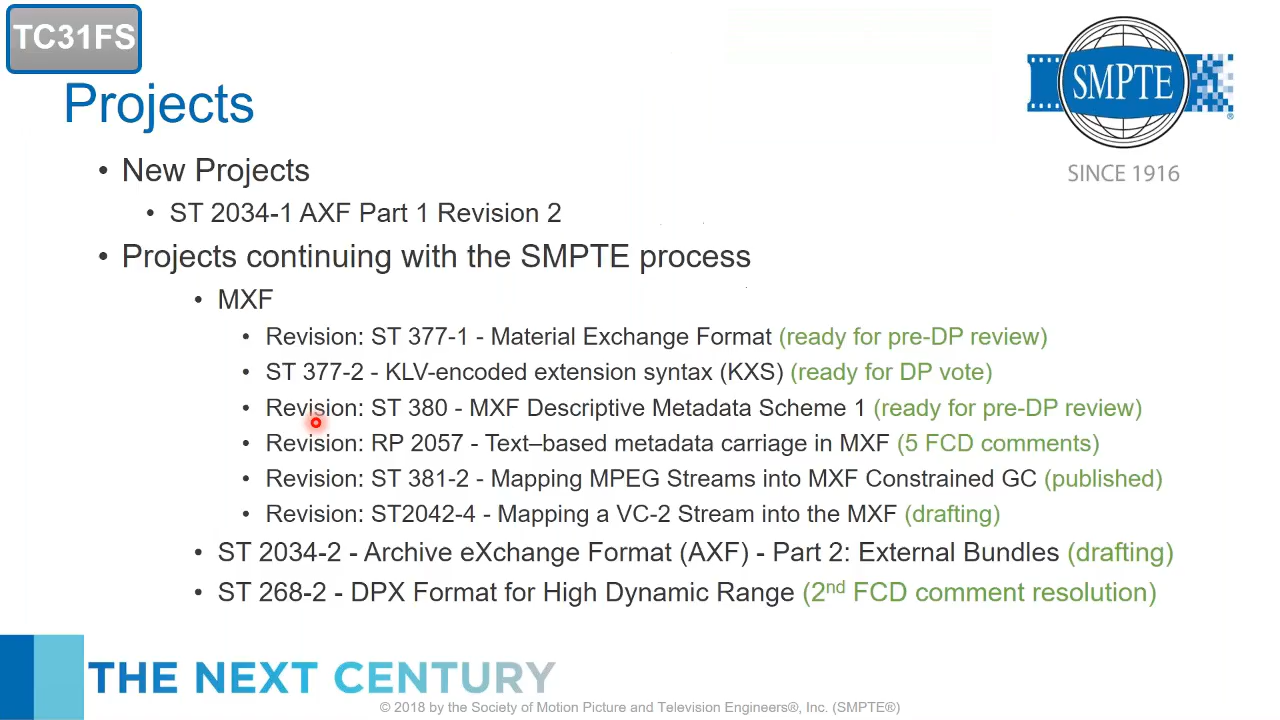 TC31FS
SMPTE
®
SINCE 1916
Projects
• New Projects
• ST 2034-1 AXF Part 1 Revision 2
• Projects continuing with the SMPTE process
• MXF
• Revision: ST 377-1 - Material Exchange Format (ready for pre-DP review)
• ST 377-2 - KLV-encoded extension syntax (KXS) (ready for DP vote)
• Revision: ST 380 - MXF Descriptive Metadata Scheme 1 (ready for pre-DP review)
• Revision: RP 2057 - Text–based metadata carriage in MXF (5 FCD comments)
• Revision: ST 381-2 - Mapping MPEG Streams into MXF Constrained GC (published)
• Revision: ST2042-4 - Mapping a VC-2 Stream into the MXF (drafting)
• ST 2034-2 - Archive eXchange Format (AXF) - Part 2: External Bundles (drafting)
• ST 268-2 - DPX Format for High Dynamic Range (2nd FCD comment resolution)
THE NEXT CENTURY
© 2018 by the Society of Motion Picture and Television Engineers®, Inc. (SMPTE®)